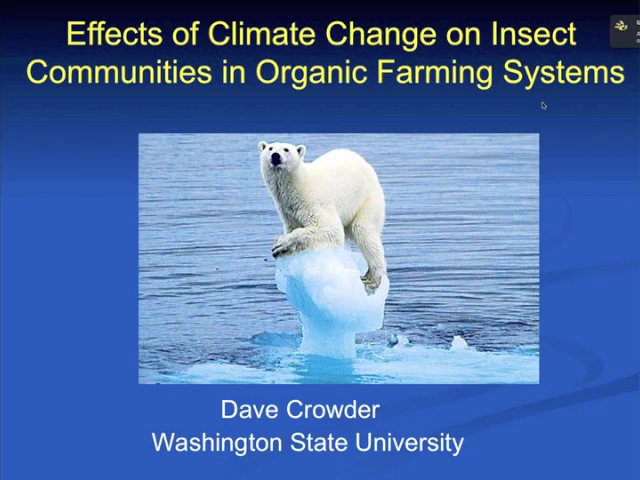 Effects of Climate Change on Insect
Communities in Organic Farming Systems
Dave Crowder
Washington State University